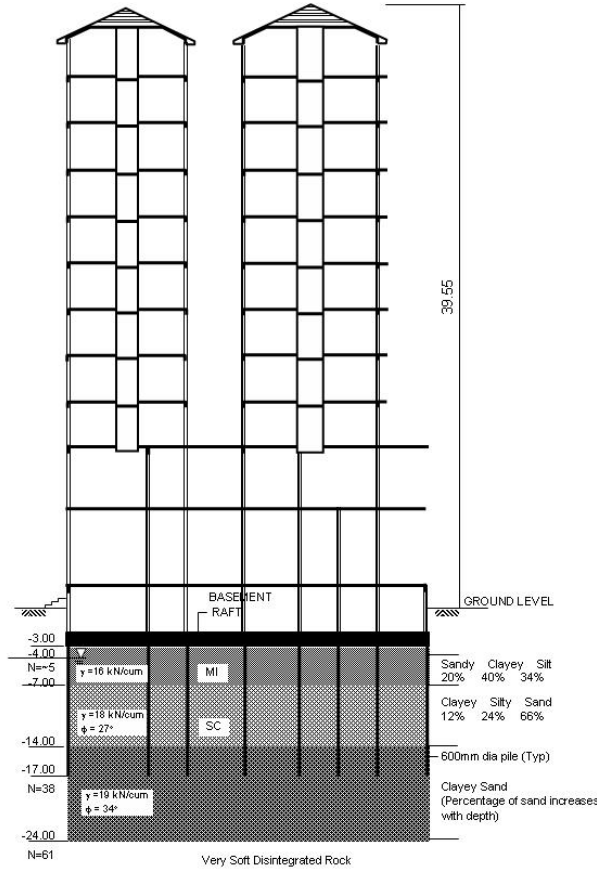 39.55
BASEMENT
RAFT
GROUND LEVEL
-3.00
-4.00
N=~5
-7.00
γ=16 kN/cum
MI
Sandy Clayey Silt
20% 40% 34%
γ=18 kN/cum
ϕ = 27°
SC
Clayey Silty Sand
12% 24% 66%
-14.00
600mm dia pile (Typ)
-17.00
N=38
γ=19 kN/cum
ϕ = 34°
Clayey Sand
(Percentage of sand increases
with depth)
-24.00
N=61
Very Soft Disintegrated Rock